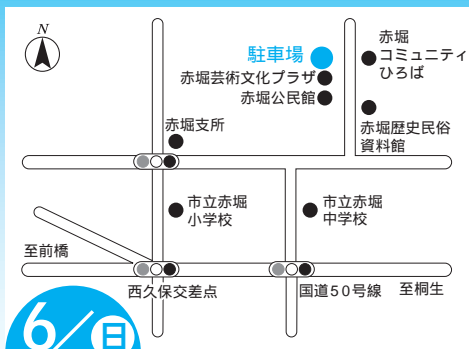 N
駐車場
赤堀芸術文化プラザ
赤堀公民館
赤堀
コミュニティ
ひろば
赤堀歴史民俗
資料館
赤堀支所
市立赤堀
小学校
市立赤堀
中学校
至前橋
西久保交差点
国道50号線
至桐生
6/日